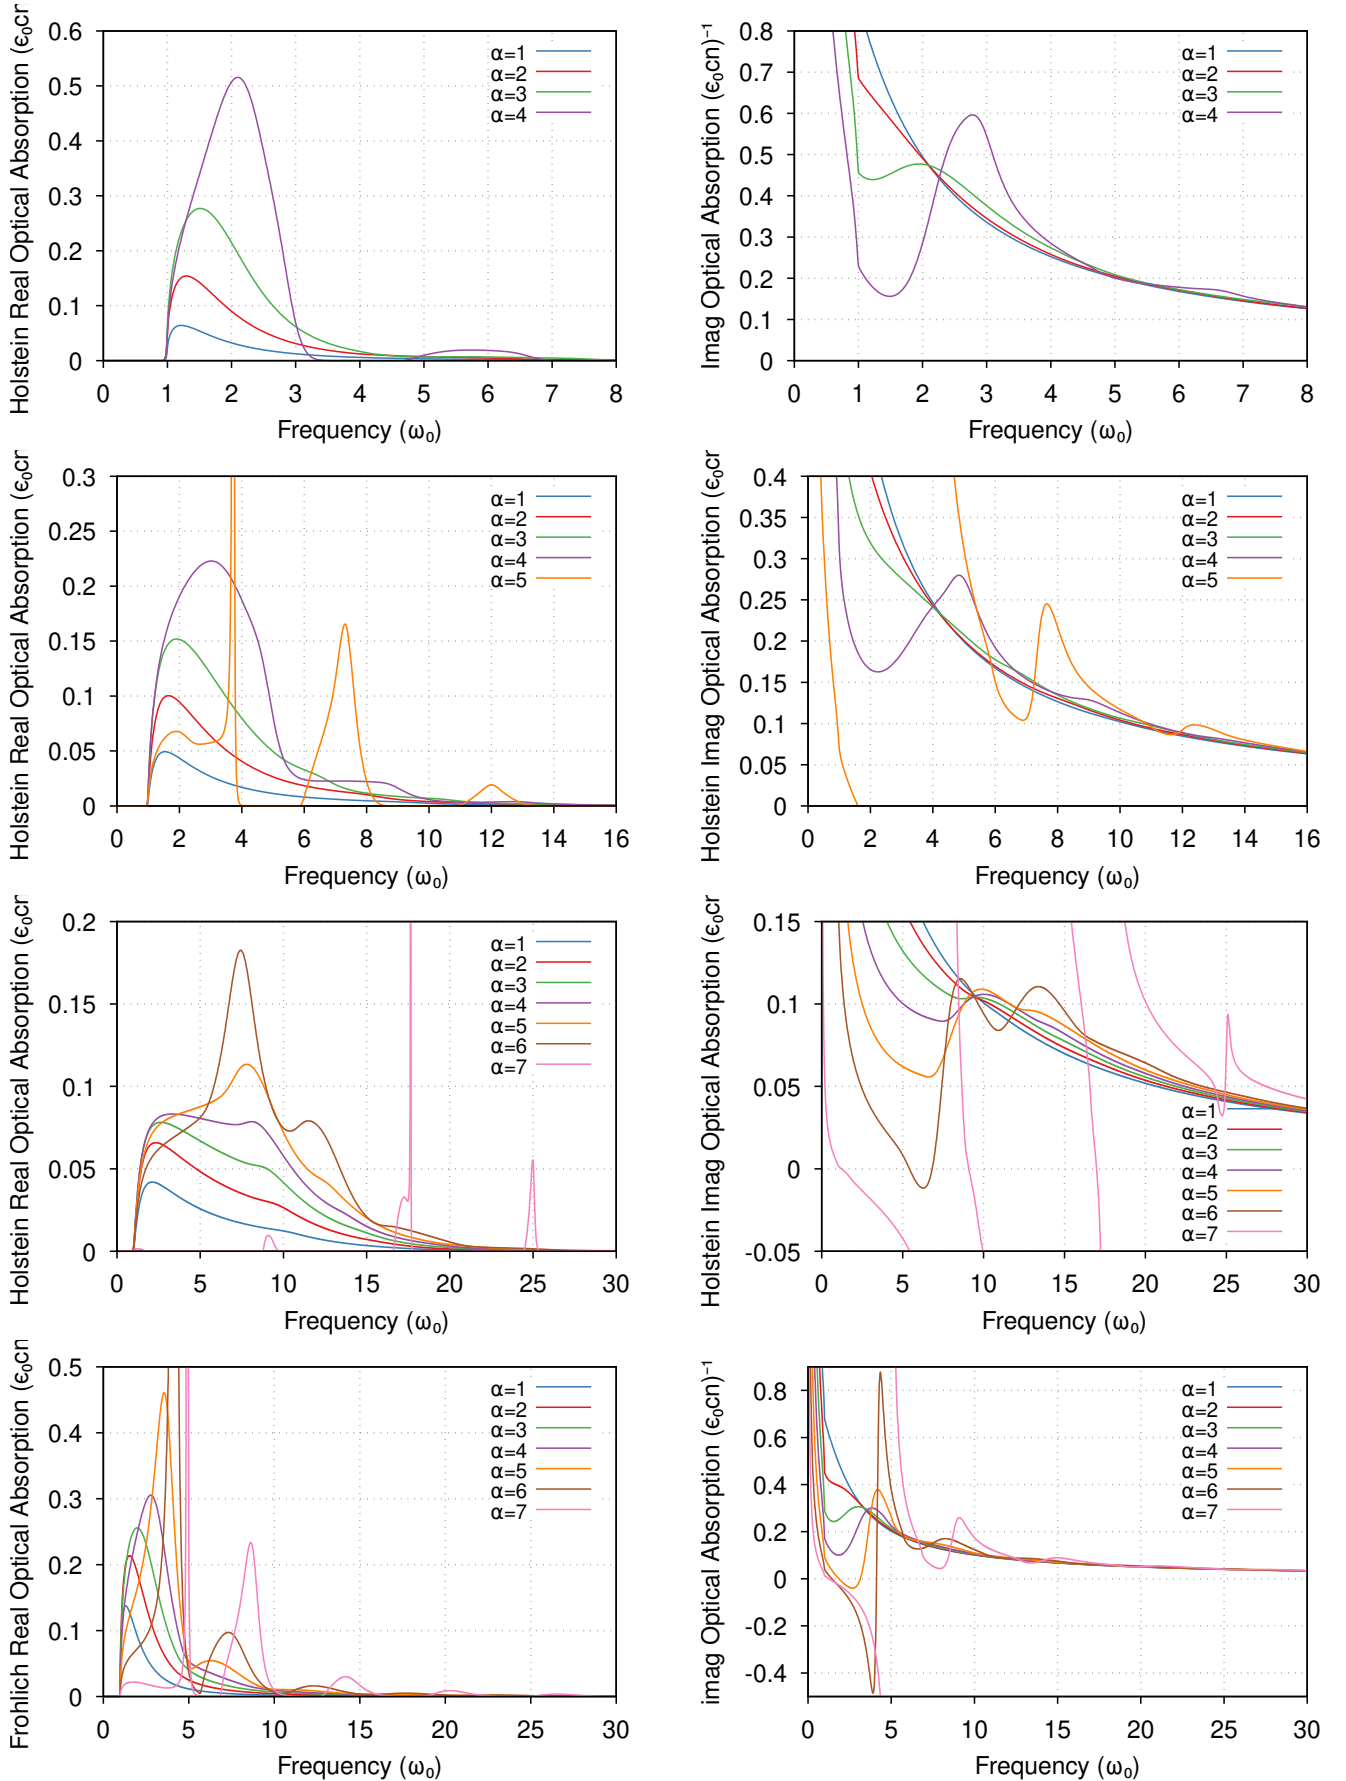 Holstein Real Optical Absorption (ϵ₀cn
0.6
0.5
0.4
0.3
0.2
0.1
0
0 1 2 3 4 5 6 7 8
Frequency (ω₀)
α=1
α=2
α=3
α=4
Imag Optical Absorption (ϵ₀cn)⁻¹
0.8
0.7
0.6
0.5
0.4
0.3
0.2
0.1
0
0 1 2 3 4 5 6 7 8
Frequency (ω₀)
α=1
α=2
α=3
α=4
Holstein Real Optical Absorption (ϵ₀cr
0.3
0.25
0.2
0.15
0.1
0.05
0
0 2 4 6 8 10 12 14 16
Frequency (ω₀)
α=1
α=2
α=3
α=4
α=5
Holstein Imag Optical Absorption (ϵ₀cr
0.4
0.35
0.3
0.25
0.2
0.15
0.1
0.05
0
0 2 4 6 8 10 12 14 16
Frequency (ω₀)
α=1
α=2
α=3
α=4
α=5
Holstein Real Optical Absorption (ϵ₀cr
0.2
0.15
0.1
0.05
0
0 5 10 15 20 25 30
Frequency (ω₀)
α=1
α=2
α=3
α=4
α=5
α=6
α=7
Holstein Imag Optical Absorption (ϵ₀cr
0.15
0.1
0.05
0
-0.05
0 5 10 15 20 25 30
Frequency (ω₀)
α=1
α=2
α=3
α=4
α=5
α=6
α=7
Frohlich Real Optical Absorption (ϵ₀cn
0.5
0.4
0.3
0.2
0.1
0
0 5 10 15 20 25 30
Frequency (ω₀)
α=1
α=2
α=3
α=4
α=5
α=6
α=7
imag Optical Absorption (ϵ₀cn)⁻¹
0.8
0.6
0.4
0.2
0
-0.2
-0.4
0 5 10 15 20 25 30
Frequency (ω₀)
α=1
α=2
α=3
α=4
α=5
α=6
α=7